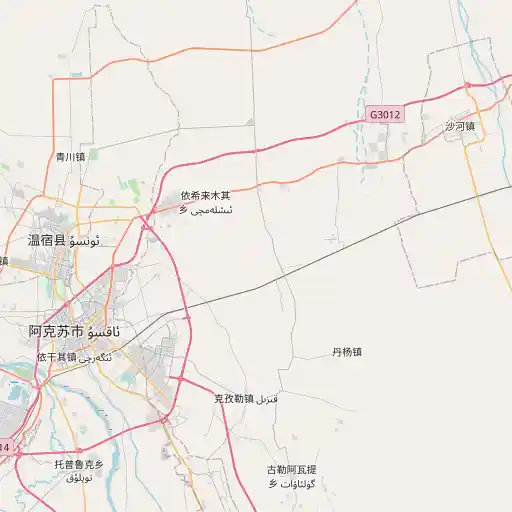 G3012
沙河镇
青川镇
依希来木其
乡 ئىشلەمچى
温宿县 ئونسۇ
镇
阿克苏市 ئاقسۇ
依干其镇 ئىگەرچى
丹杨镇
克孜勒镇 قىزىل
14
托普鲁克乡
توپلۇق
古勒阿瓦提
乡 گۈلئاۋات